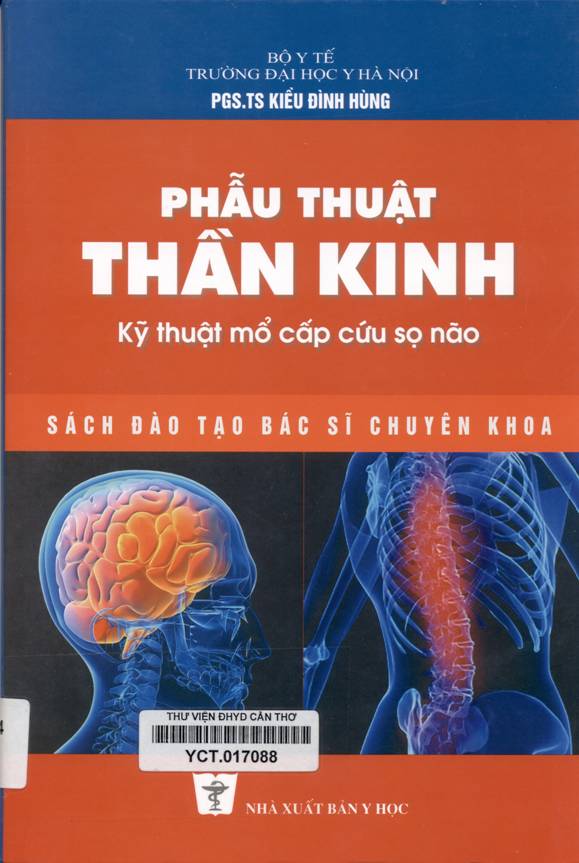 BỘ Y TẾ
TRƯỜNG ĐẠI HỌC Y HÀ NỘI
PGS.TS KIỀU ĐÌNH HÙNG
PHẪU THUẬT
THẦN KINH
Kỹ thuật mổ cấp cứu sọ não
SÁCH ĐÀO TẠO BÁC SĨ CHUYÊN KHOA
4
THƯ VIỆN ĐHYD CẦN THƠ
YCT.017088
NHÀ XUẤT BẢN Y HỌC